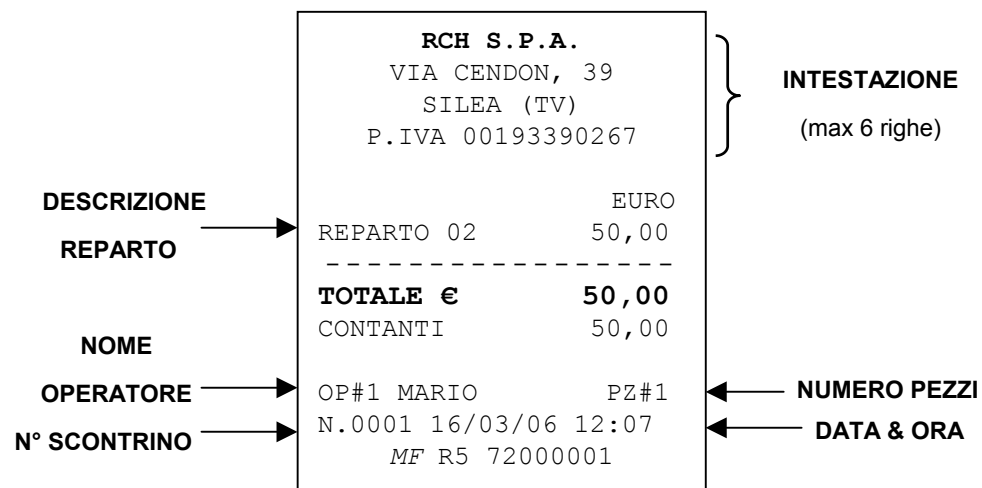 RCH S.P.A.
VIA CENDON, 39
SILEA (TV)
P.IVA 00193390267
INTESTAZIONE
(max 6 righe)
DESCRIZIONE
REPARTO
EURO
REPARTO 02 50,00
------------------
TOTALE € 50,00
CONTANTI 50,00
NOME
OPERATORE
OP#1 MARIO PZ#1
NUMERO PEZZI
N° SCONTRINO
N.0001 16/03/06 12:07
DATA & ORA
MF R5 72000001